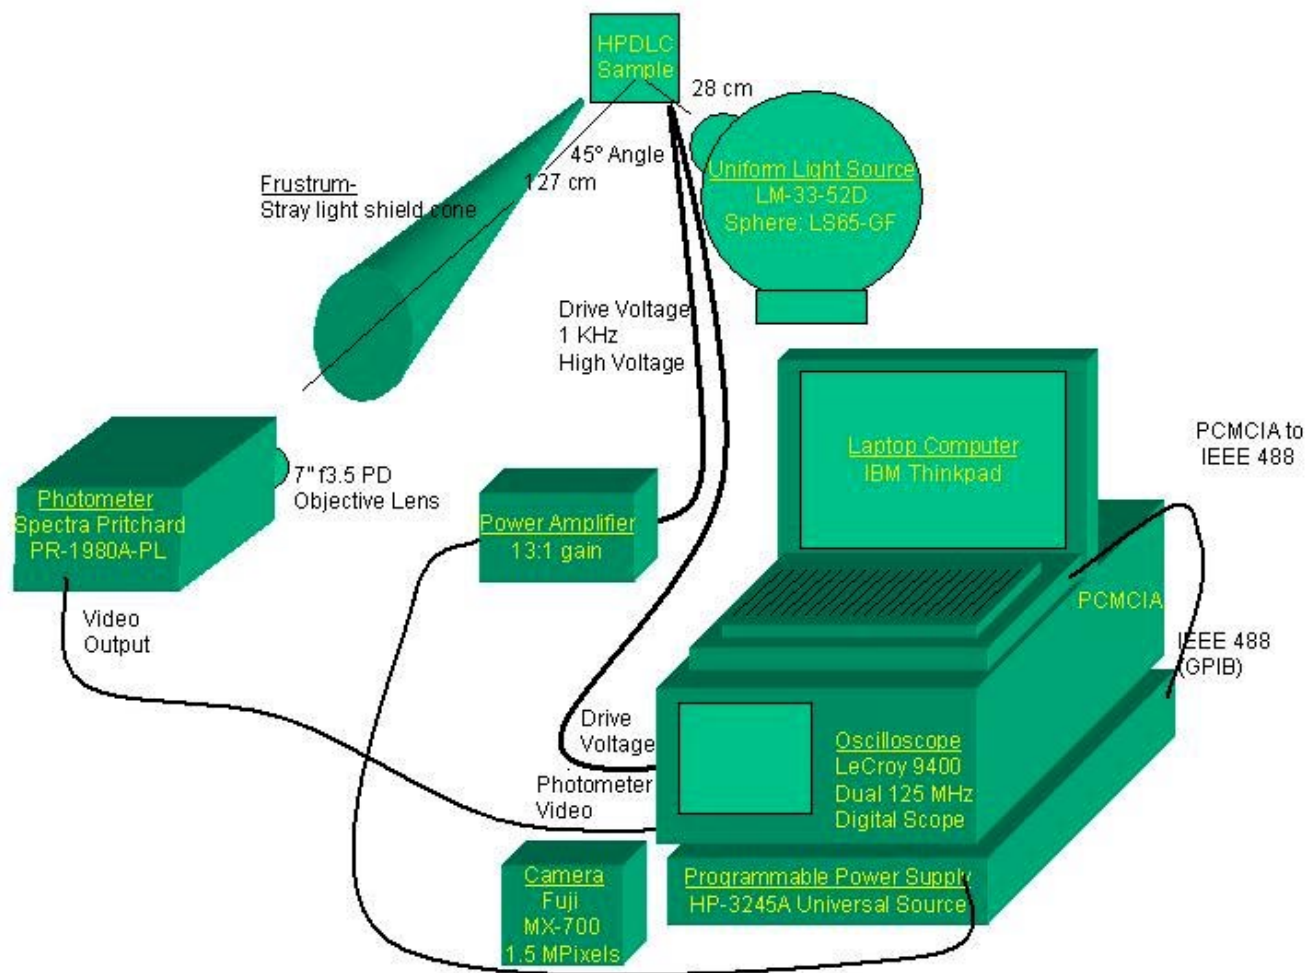 HPDLC
Sample
28 cm
45° Angle
127 cm
Frustrum-
Stray light shield cone
Uniform Light Source
LM-33-52D
Sphere: LS65-GF
Drive Voltage
1 KHz
High Voltage
Laptop Computer
IBM Thinkpad
PCMCIA to
IEEE 488
7" f3.5 PD
Objective Lens
Photometer
Spectra Pritchard
PR-1980A-PL
Power Amplifier
13:1 gain
PCMCIA
Video
Output
IEEE 488
(GPIB)
Drive
Voltage
Photometer
Video
Oscilloscope
LeCroy 9400
Dual 125 MHz
Digital Scope
Camera
Fuji
MX-700
1.5 MPixels
Programmable Power Supply
HP-3245A Universal Source